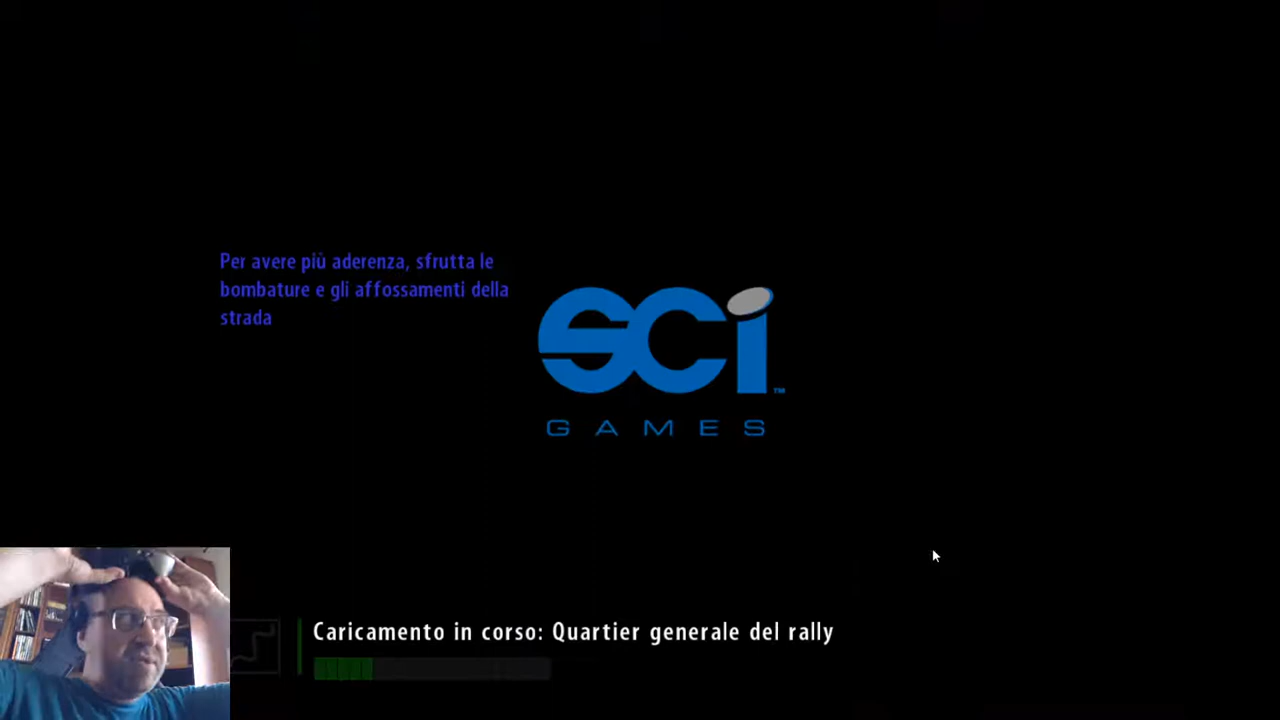 Per avere più aderenza, sfrutta le
bombature e gli affossamenti della
strada
SCi™
GAMES
Caricamento in corso: Quartier generale del rally